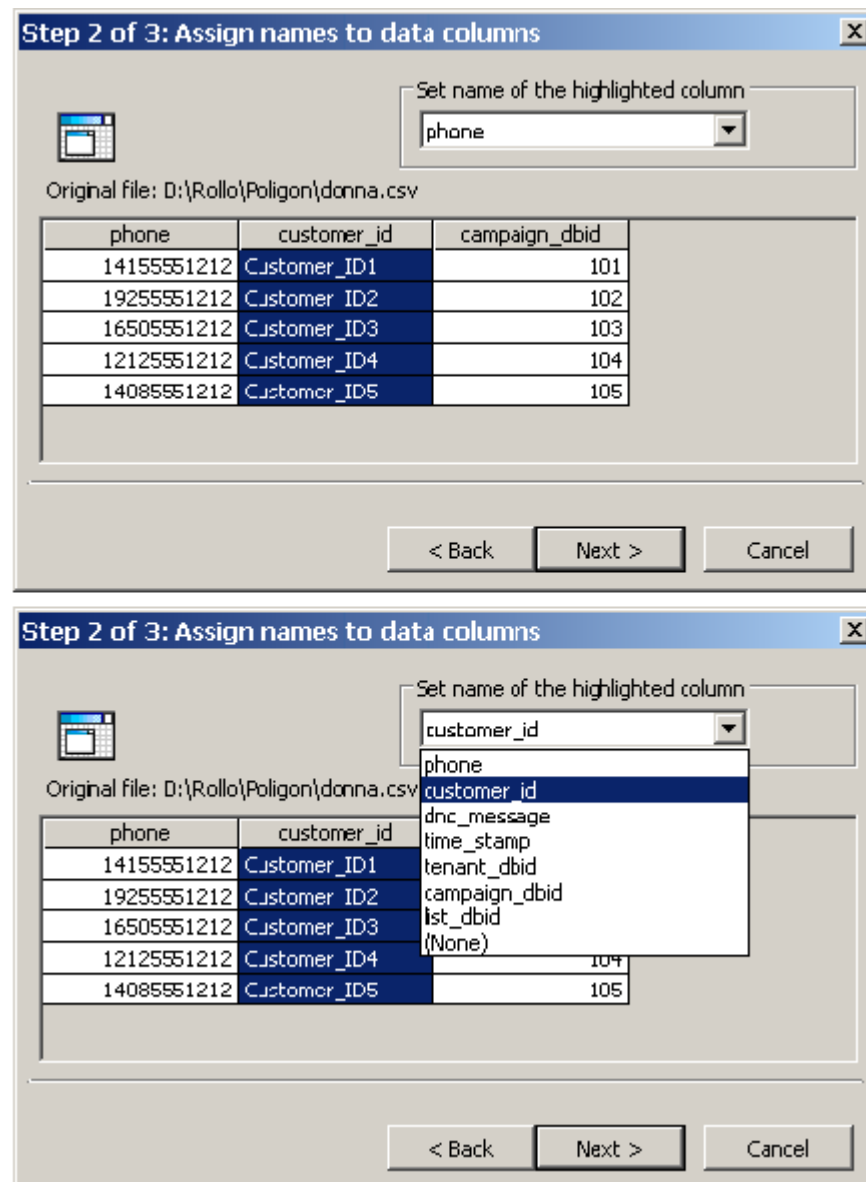 Step 2 of 3: Assign names to data columns
Set name of the highlighted column
phone
Original file: D:\Rollo\Poligon\donna.csv
phone customer_id campaign_dbid
14155551212 Customer_ID1 101
19255551212 Customer_ID2 102
16505551212 Customer_ID3 103
12125551212 Customer_ID4 104
14085551212 Customer_ID5 105
< Back Next > Cancel
Step 2 of 3: Assign names to data columns
Set name of the highlighted column
customer_id
phone
Original file: D:\Rollo\Poligon\donna.csv customer_id
dnc_message
phone customer_id time_stamp
14155551212 Customer_ID1 tenant_dbid
19255551212 Customer_ID2 campaign_dbid
16505551212 Customer_ID3 list_dbid
(None)
12125551212 Customer_ID4 104
14085551212 Customer_ID5 105
< Back Next > Cancel